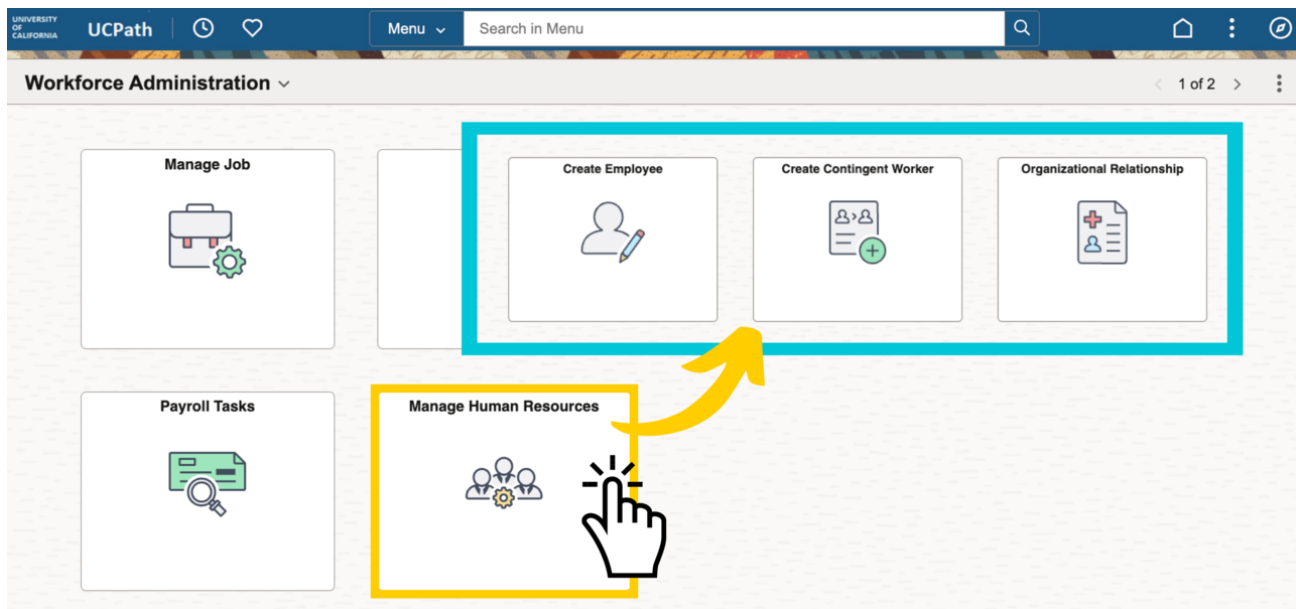 UNIVERSITY
OF
CALIFORNIA
UCPath
Menu
Search in Menu
Workforce Administration
1 of 2
Manage Job
Create Employee
Create Contingent Worker
Organizational Relationship
Payroll Tasks
Manage Human Resources